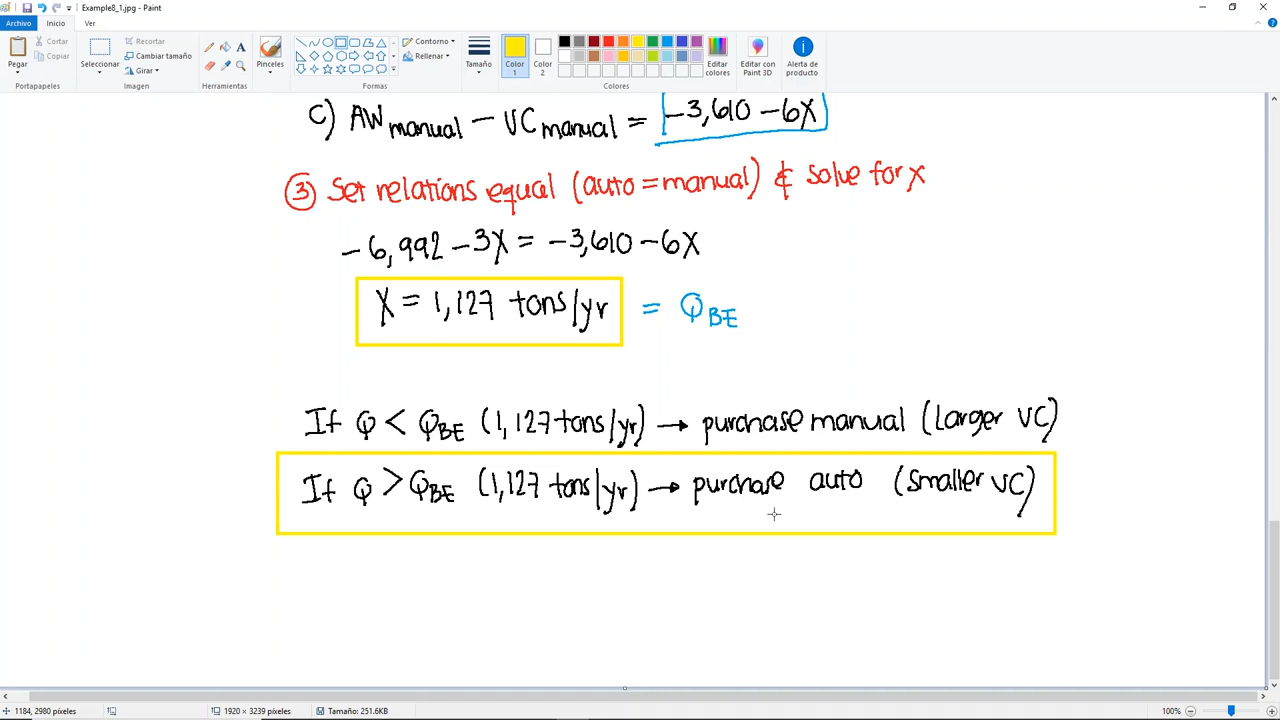 Example8_1.jpg - Paint
Archivo Inicio Ver
Pegar
Cortar
Copiar
Portapapeles
Seleccionar
Recortar
Cambiar tamaño
Girar
Imagen
A
Herramientas
Pinceles
Contorno
Rellenar
Formas
Tamaño
Color 1
Color 2
Editar colores
Colores
Editar con Paint 3D
Alerta de producto
c) AW manual - VC manual = -3,610 - 6X
③ Set relations equal (auto = manual) & solve for X
-6,992 - 3X = -3,610 - 6X
X = 1,127 tons/yr = QBE
If Q < QBE (1,127 tons/yr) → purchase manual (larger VC)
If Q > QBE (1,127 tons/yr) → purchase auto (smaller VC)
1184, 2980 píxeles 1920 × 3239 píxeles Tamaño: 251.6KB 100%